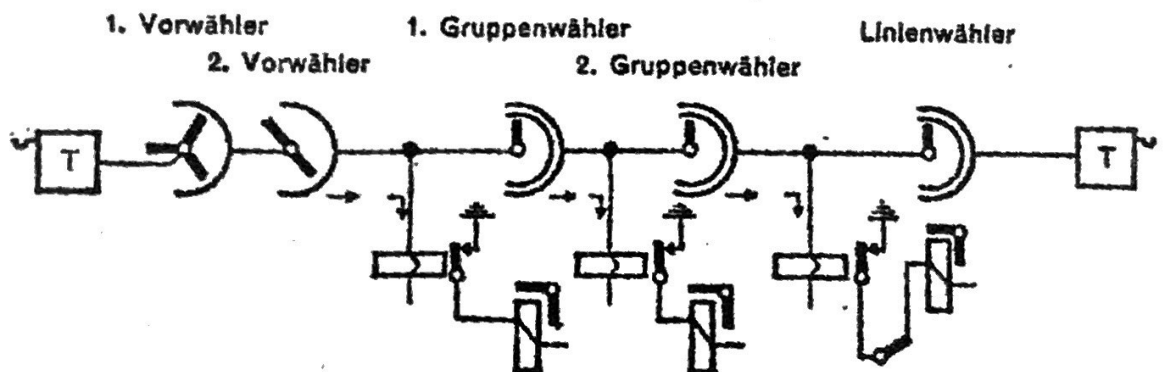 1. Vorwähler
2. Vorwähler
1. Gruppenwähler
2. Gruppenwähler
Linienwähler
T
T